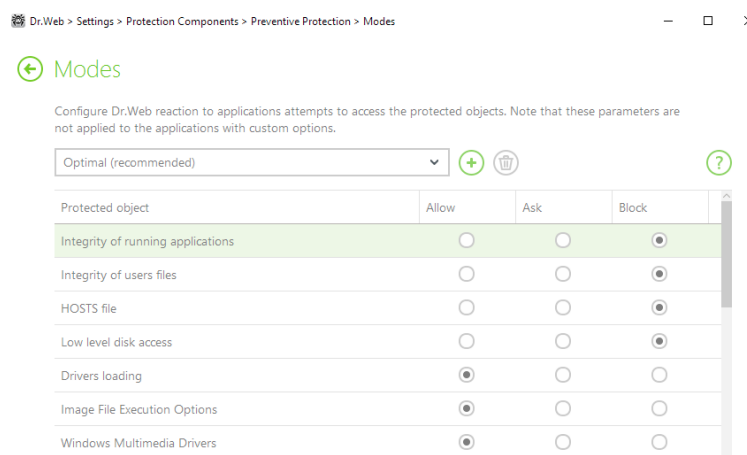 Dr.Web > Settings > Protection Components > Preventive Protection > Modes
Modes
Configure Dr.Web reaction to applications attempts to access the protected objects. Note that these parameters are
not applied to the applications with custom options.
Optimal (recommended)
?
Protected object Allow Ask Block
Integrity of running applications
Integrity of users files
HOSTS file
Low level disk access
Drivers loading
Image File Execution Options
Windows Multimedia Drivers